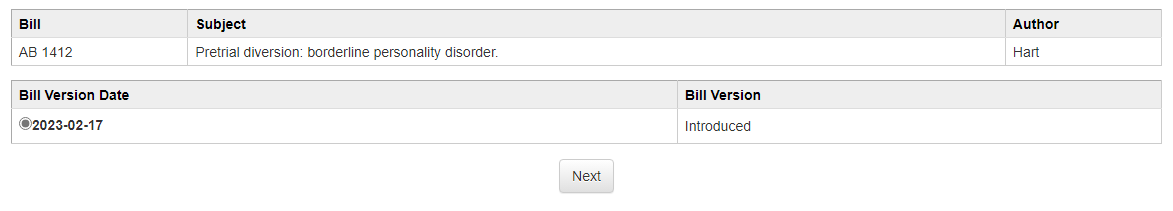 Bill Subject Author
AB 1412 Pretrial diversion: borderline personality disorder. Hart
Bill Version Date Bill Version
2023-02-17 Introduced
Next